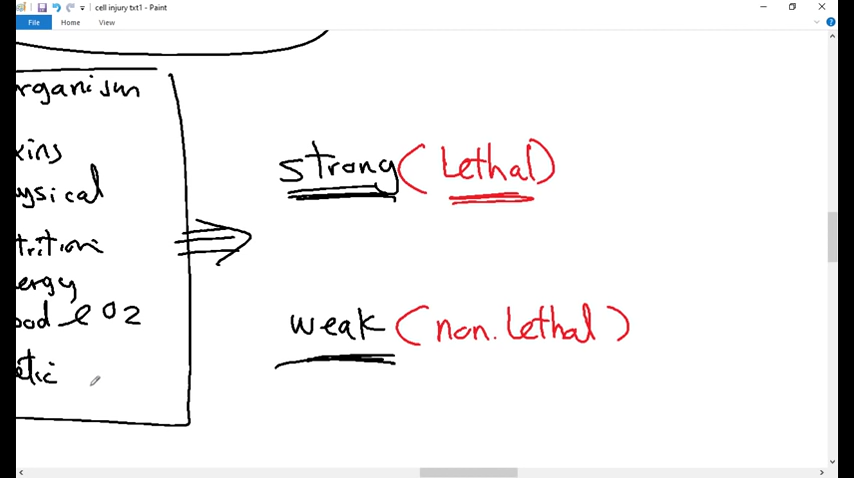 cell injury txt1 - Paint
File Home View
rganism
xins
ysical
trition
ergy
ood & O2
etic
strong (Lethal)
weak (non. Lethal)